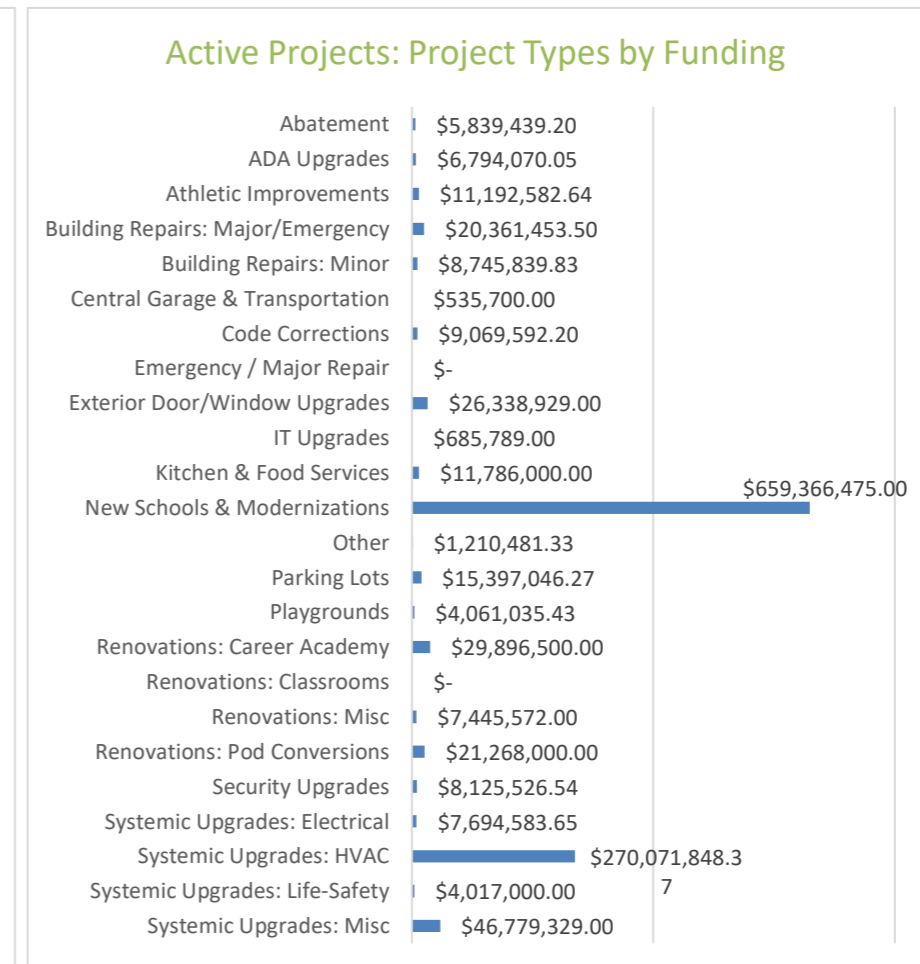 Active Projects: Project Types by Funding
Abatement $5,839,439.20
ADA Upgrades $6,794,070.05
Athletic Improvements $11,192,582.64
Building Repairs: Major/Emergency $20,361,453.50
Building Repairs: Minor $8,745,839.83
Central Garage & Transportation $535,700.00
Code Corrections $9,069,592.20
Emergency / Major Repair $-
Exterior Door/Window Upgrades $26,338,929.00
IT Upgrades $685,789.00
Kitchen & Food Services $11,786,000.00
New Schools & Modernizations $659,366,475.00
Other $1,210,481.33
Parking Lots $15,397,046.27
Playgrounds $4,061,035.43
Renovations: Career Academy $29,896,500.00
Renovations: Classrooms $-
Renovations: Misc $7,445,572.00
Renovations: Pod Conversions $21,268,000.00
Security Upgrades $8,125,526.54
Systemic Upgrades: Electrical $7,694,583.65
Systemic Upgrades: HVAC $270,071,848.3
7
Systemic Upgrades: Life-Safety $4,017,000.00
Systemic Upgrades: Misc $46,779,329.00